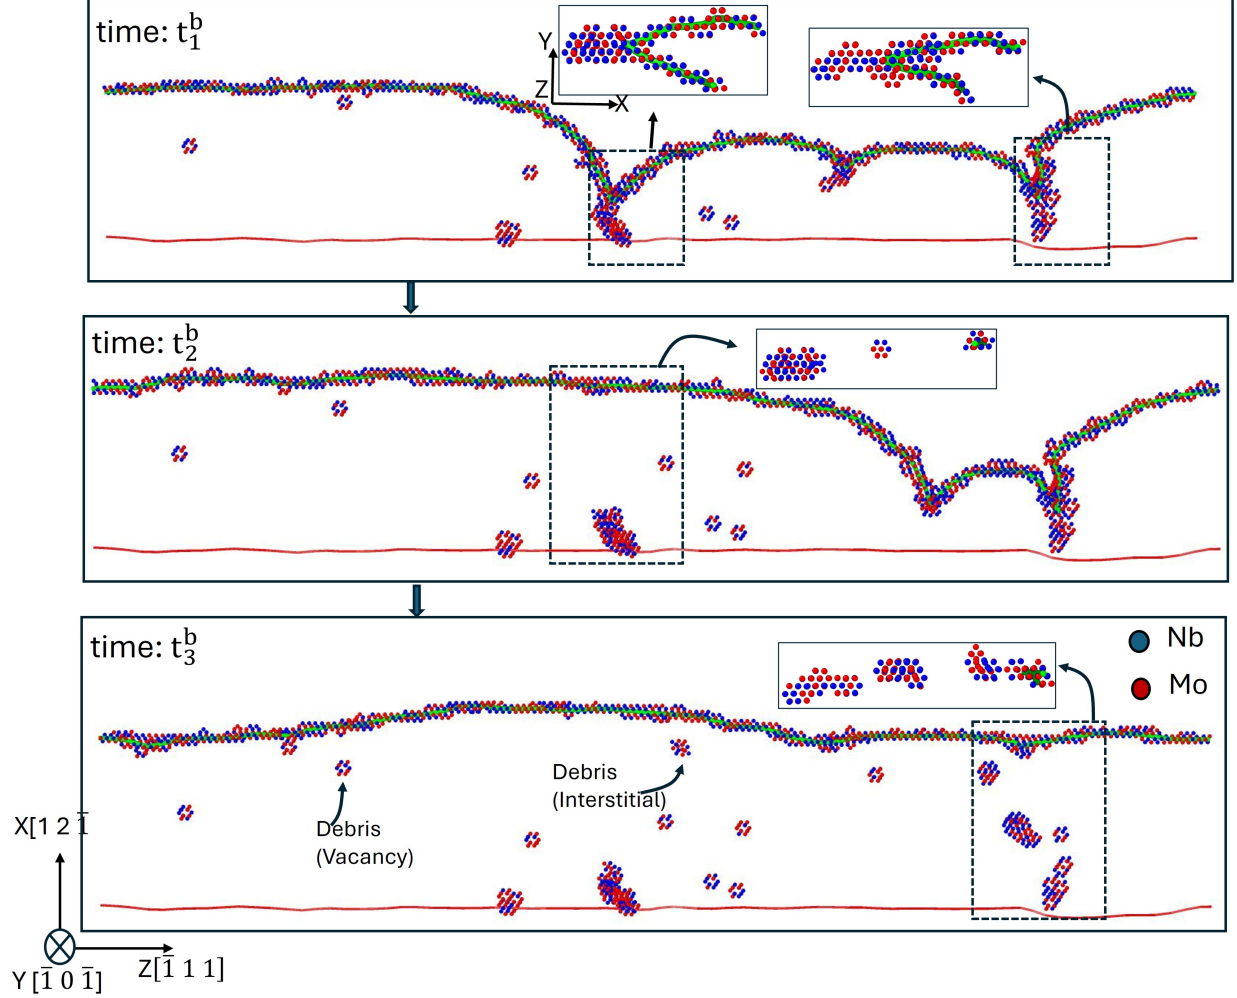 time: t₁ᵇ
Y
Z
X
time: t₂ᵇ
time: t₃ᵇ
Nb
Mo
Debris
(Interstitial)
Debris
(Vacancy)
X[1 2 1̅
Z[1̅ 1 1]
Y [1̅ 0 1̅]